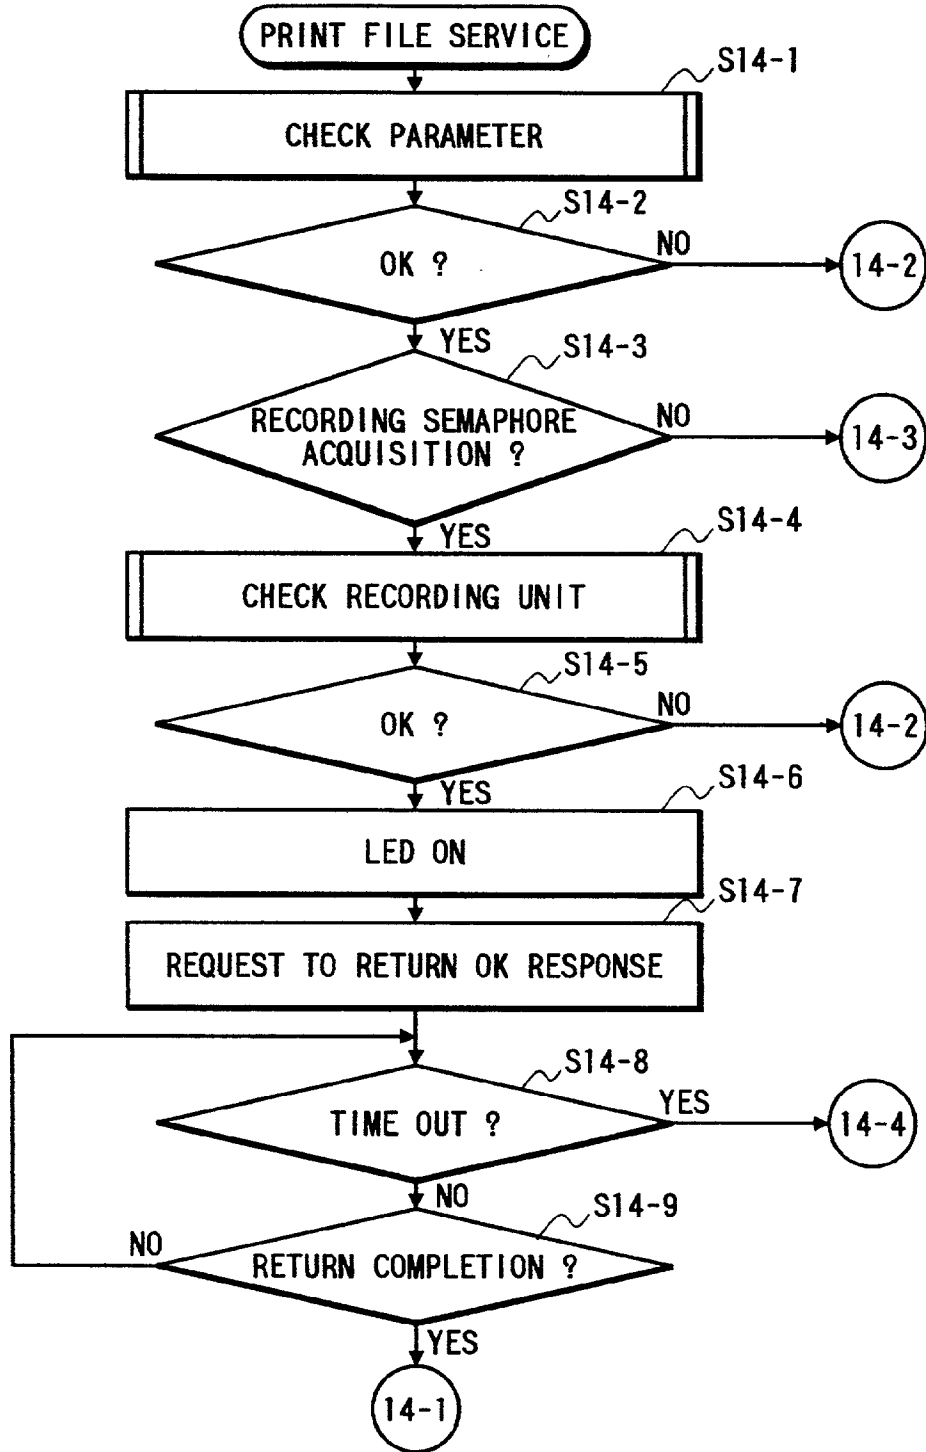 PRINT FILE SERVICE
S14-1
CHECK PARAMETER
S14-2
OK ?
NO
14-2
YES
S14-3
RECORDING SEMAPHORE
ACQUISITION ?
NO
14-3
YES
S14-4
CHECK RECORDING UNIT
S14-5
OK ?
NO
14-2
YES
S14-6
LED ON
S14-7
REQUEST TO RETURN OK RESPONSE
S14-8
TIME OUT ?
YES
14-4
NO
S14-9
NO
RETURN COMPLETION ?
YES
14-1